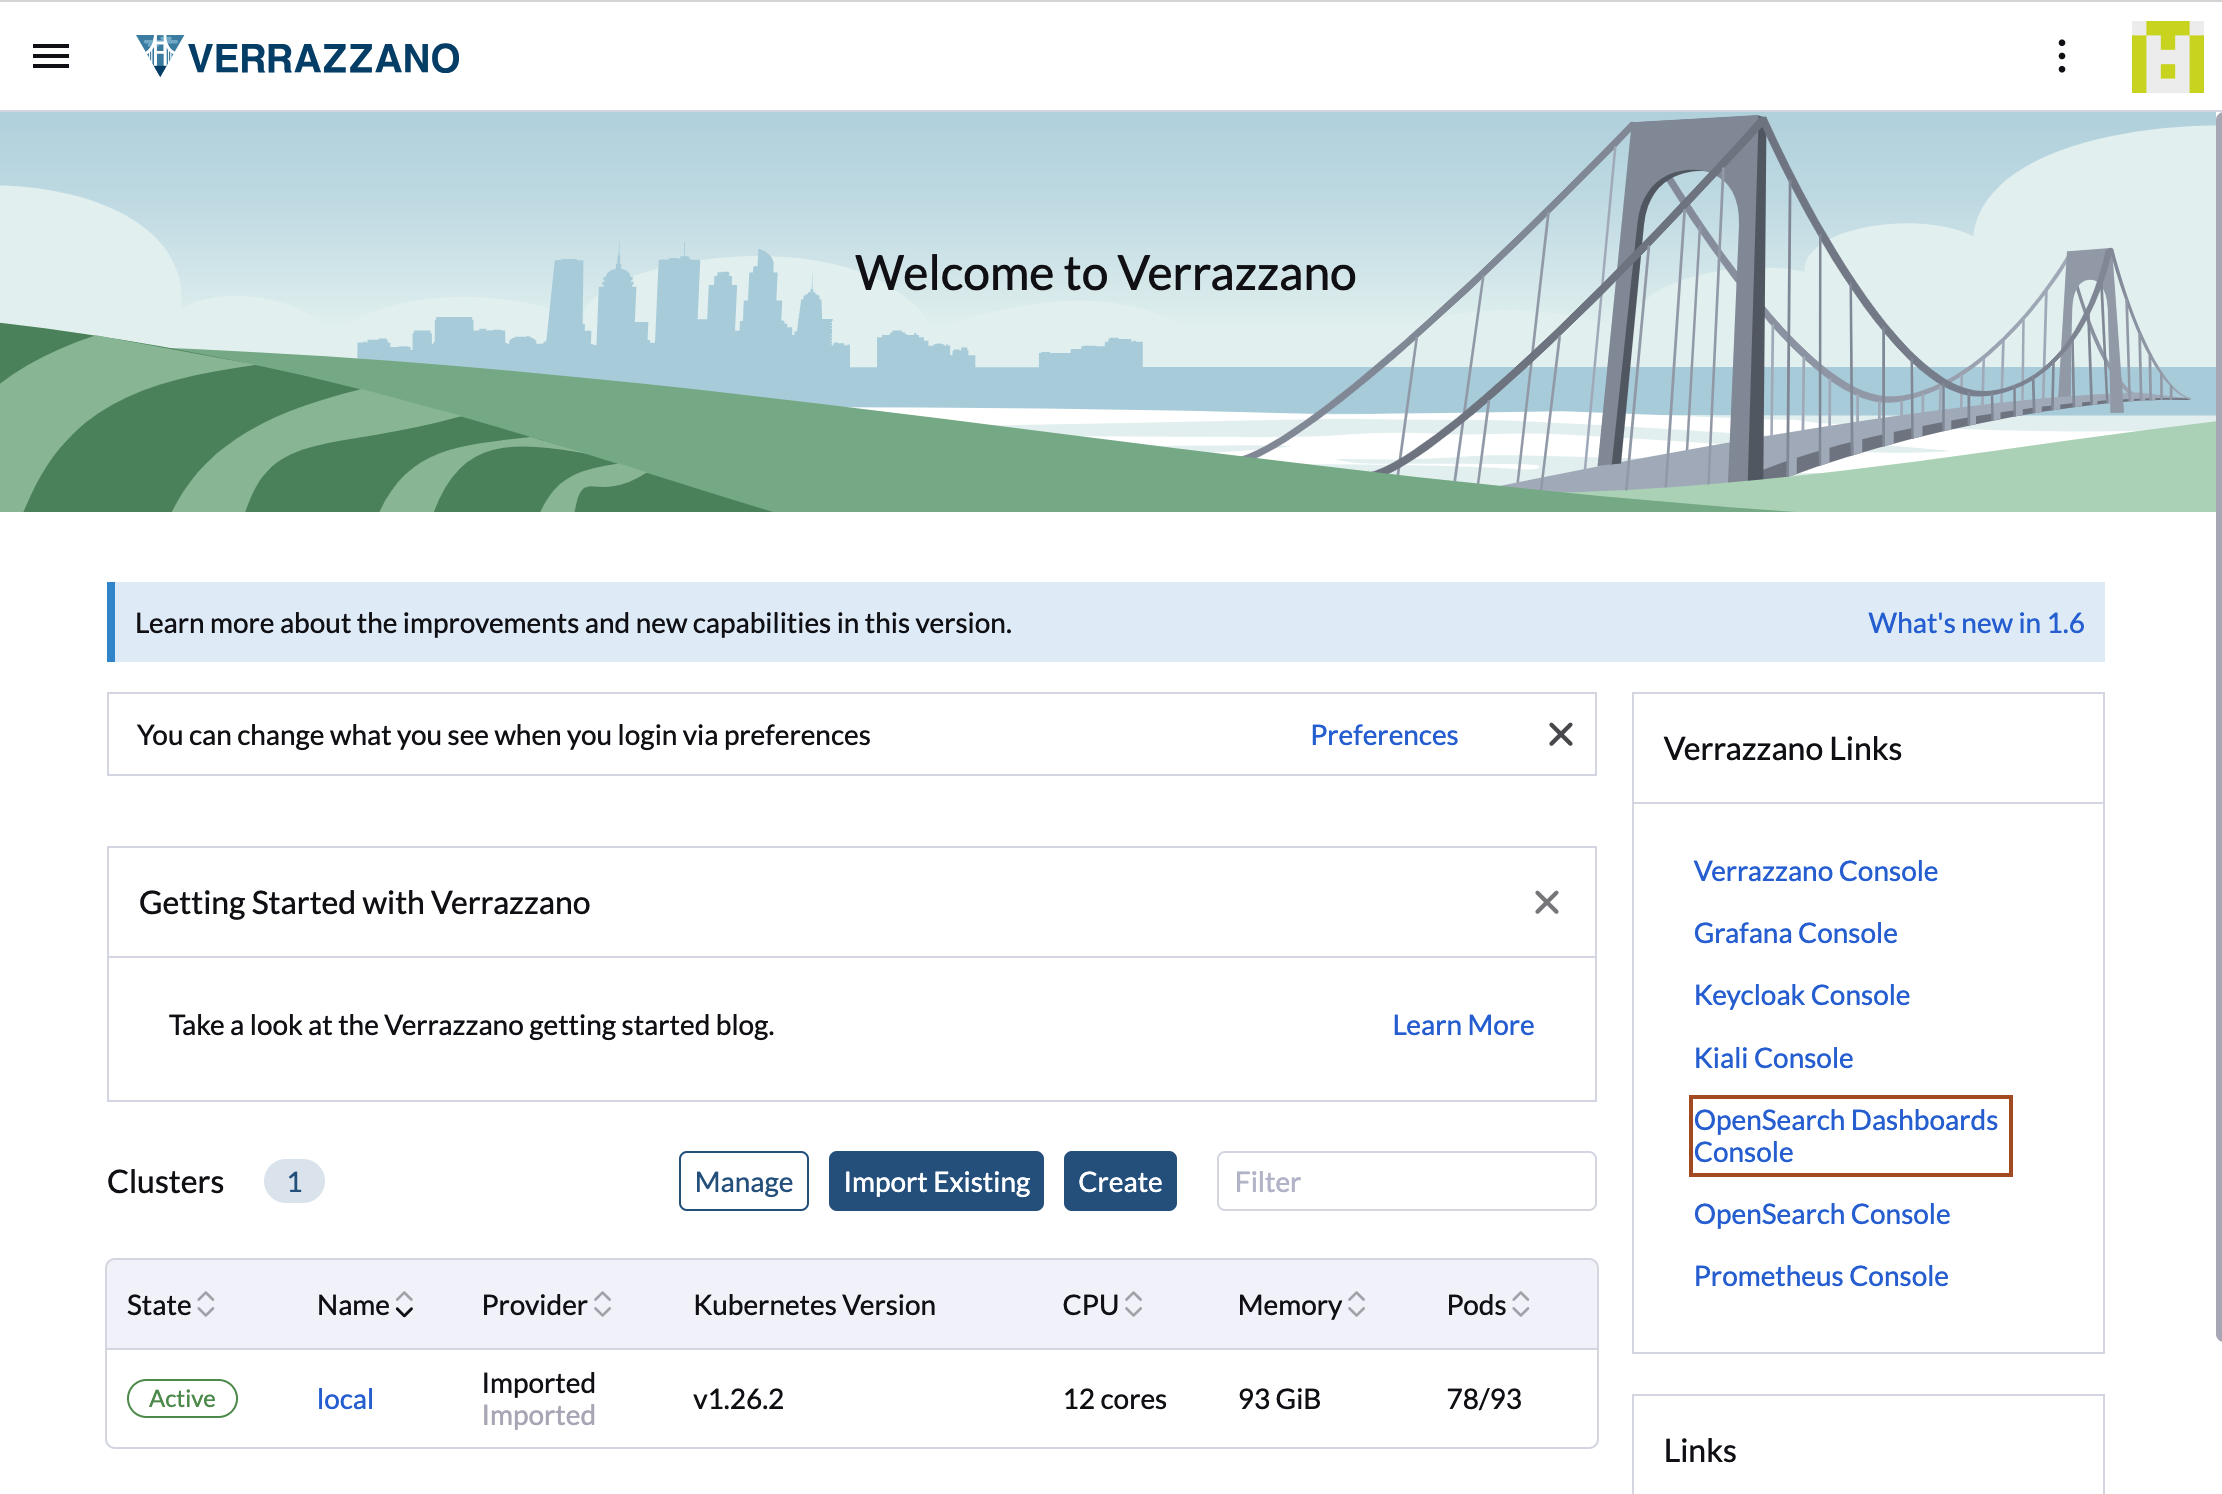 VERRAZZANO
Welcome to Verrazzano
Learn more about the improvements and new capabilities in this version.
What's new in 1.6
You can change what you see when you login via preferences
Preferences
Getting Started with Verrazzano
Take a look at the Verrazzano getting started blog.
Learn More
Clusters 1
Manage
Import Existing
Create
Filter
State Name Provider Kubernetes Version CPU Memory Pods
Active local Imported v1.26.2 12 cores 93 GiB 78/93
Imported
Verrazzano Links
Verrazzano Console
Grafana Console
Keycloak Console
Kiali Console
OpenSearch Dashboards
Console
OpenSearch Console
Prometheus Console
Links